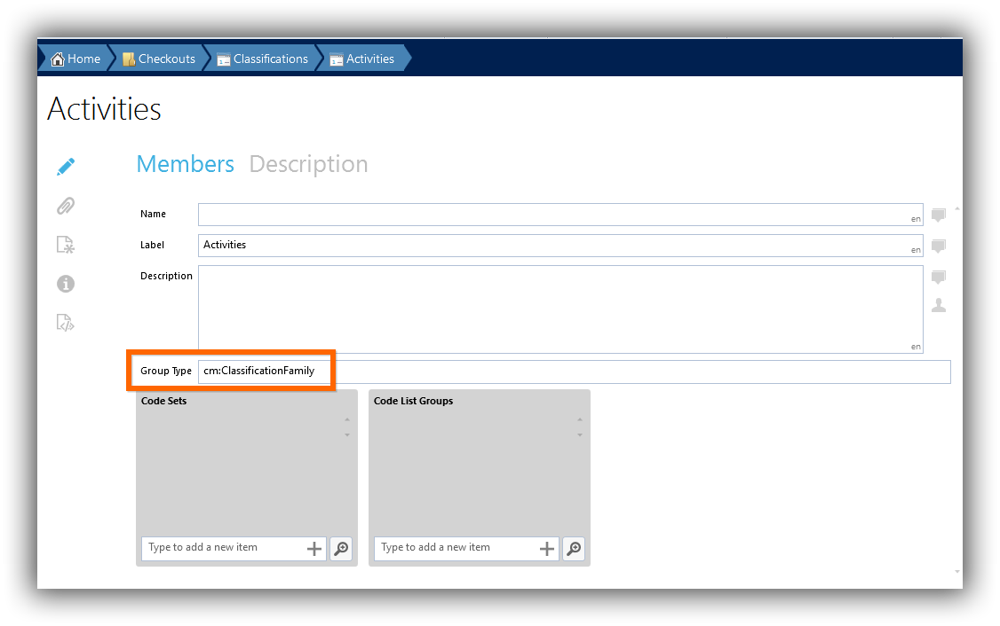 Home Checkouts Classifications Activities
Activities
Members Description
Name en
Label Activities en
Description
en
Group Type cm:ClassificationFamily
Code Sets Code List Groups
Type to add a new item Type to add a new item